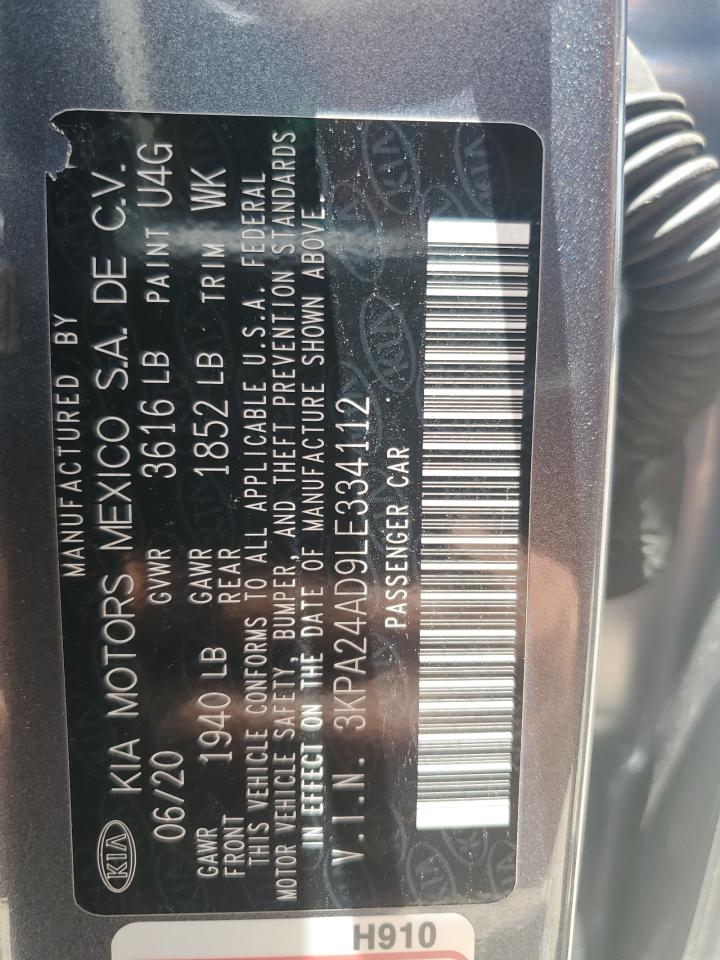 MANUFACTURED BY
KIA KIA MOTORS MEXICO S.A. DE C.V.
06/20 GVWR 3616 LB PAINT U4G
GAWR FRONT 1940 LB GAWR REAR 1852 LB TRIM WK
THIS VEHICLE CONFORMS TO ALL APPLICABLE U.S.A. FEDERAL
MOTOR VEHICLE SAFETY, BUMPER, AND THEFT PREVENTION STANDARDS
IN EFFECT ON THE DATE OF MANUFACTURE SHOWN ABOVE.
V.I.N. 3KPA24AD9LE334112
PASSENGER CAR
H910